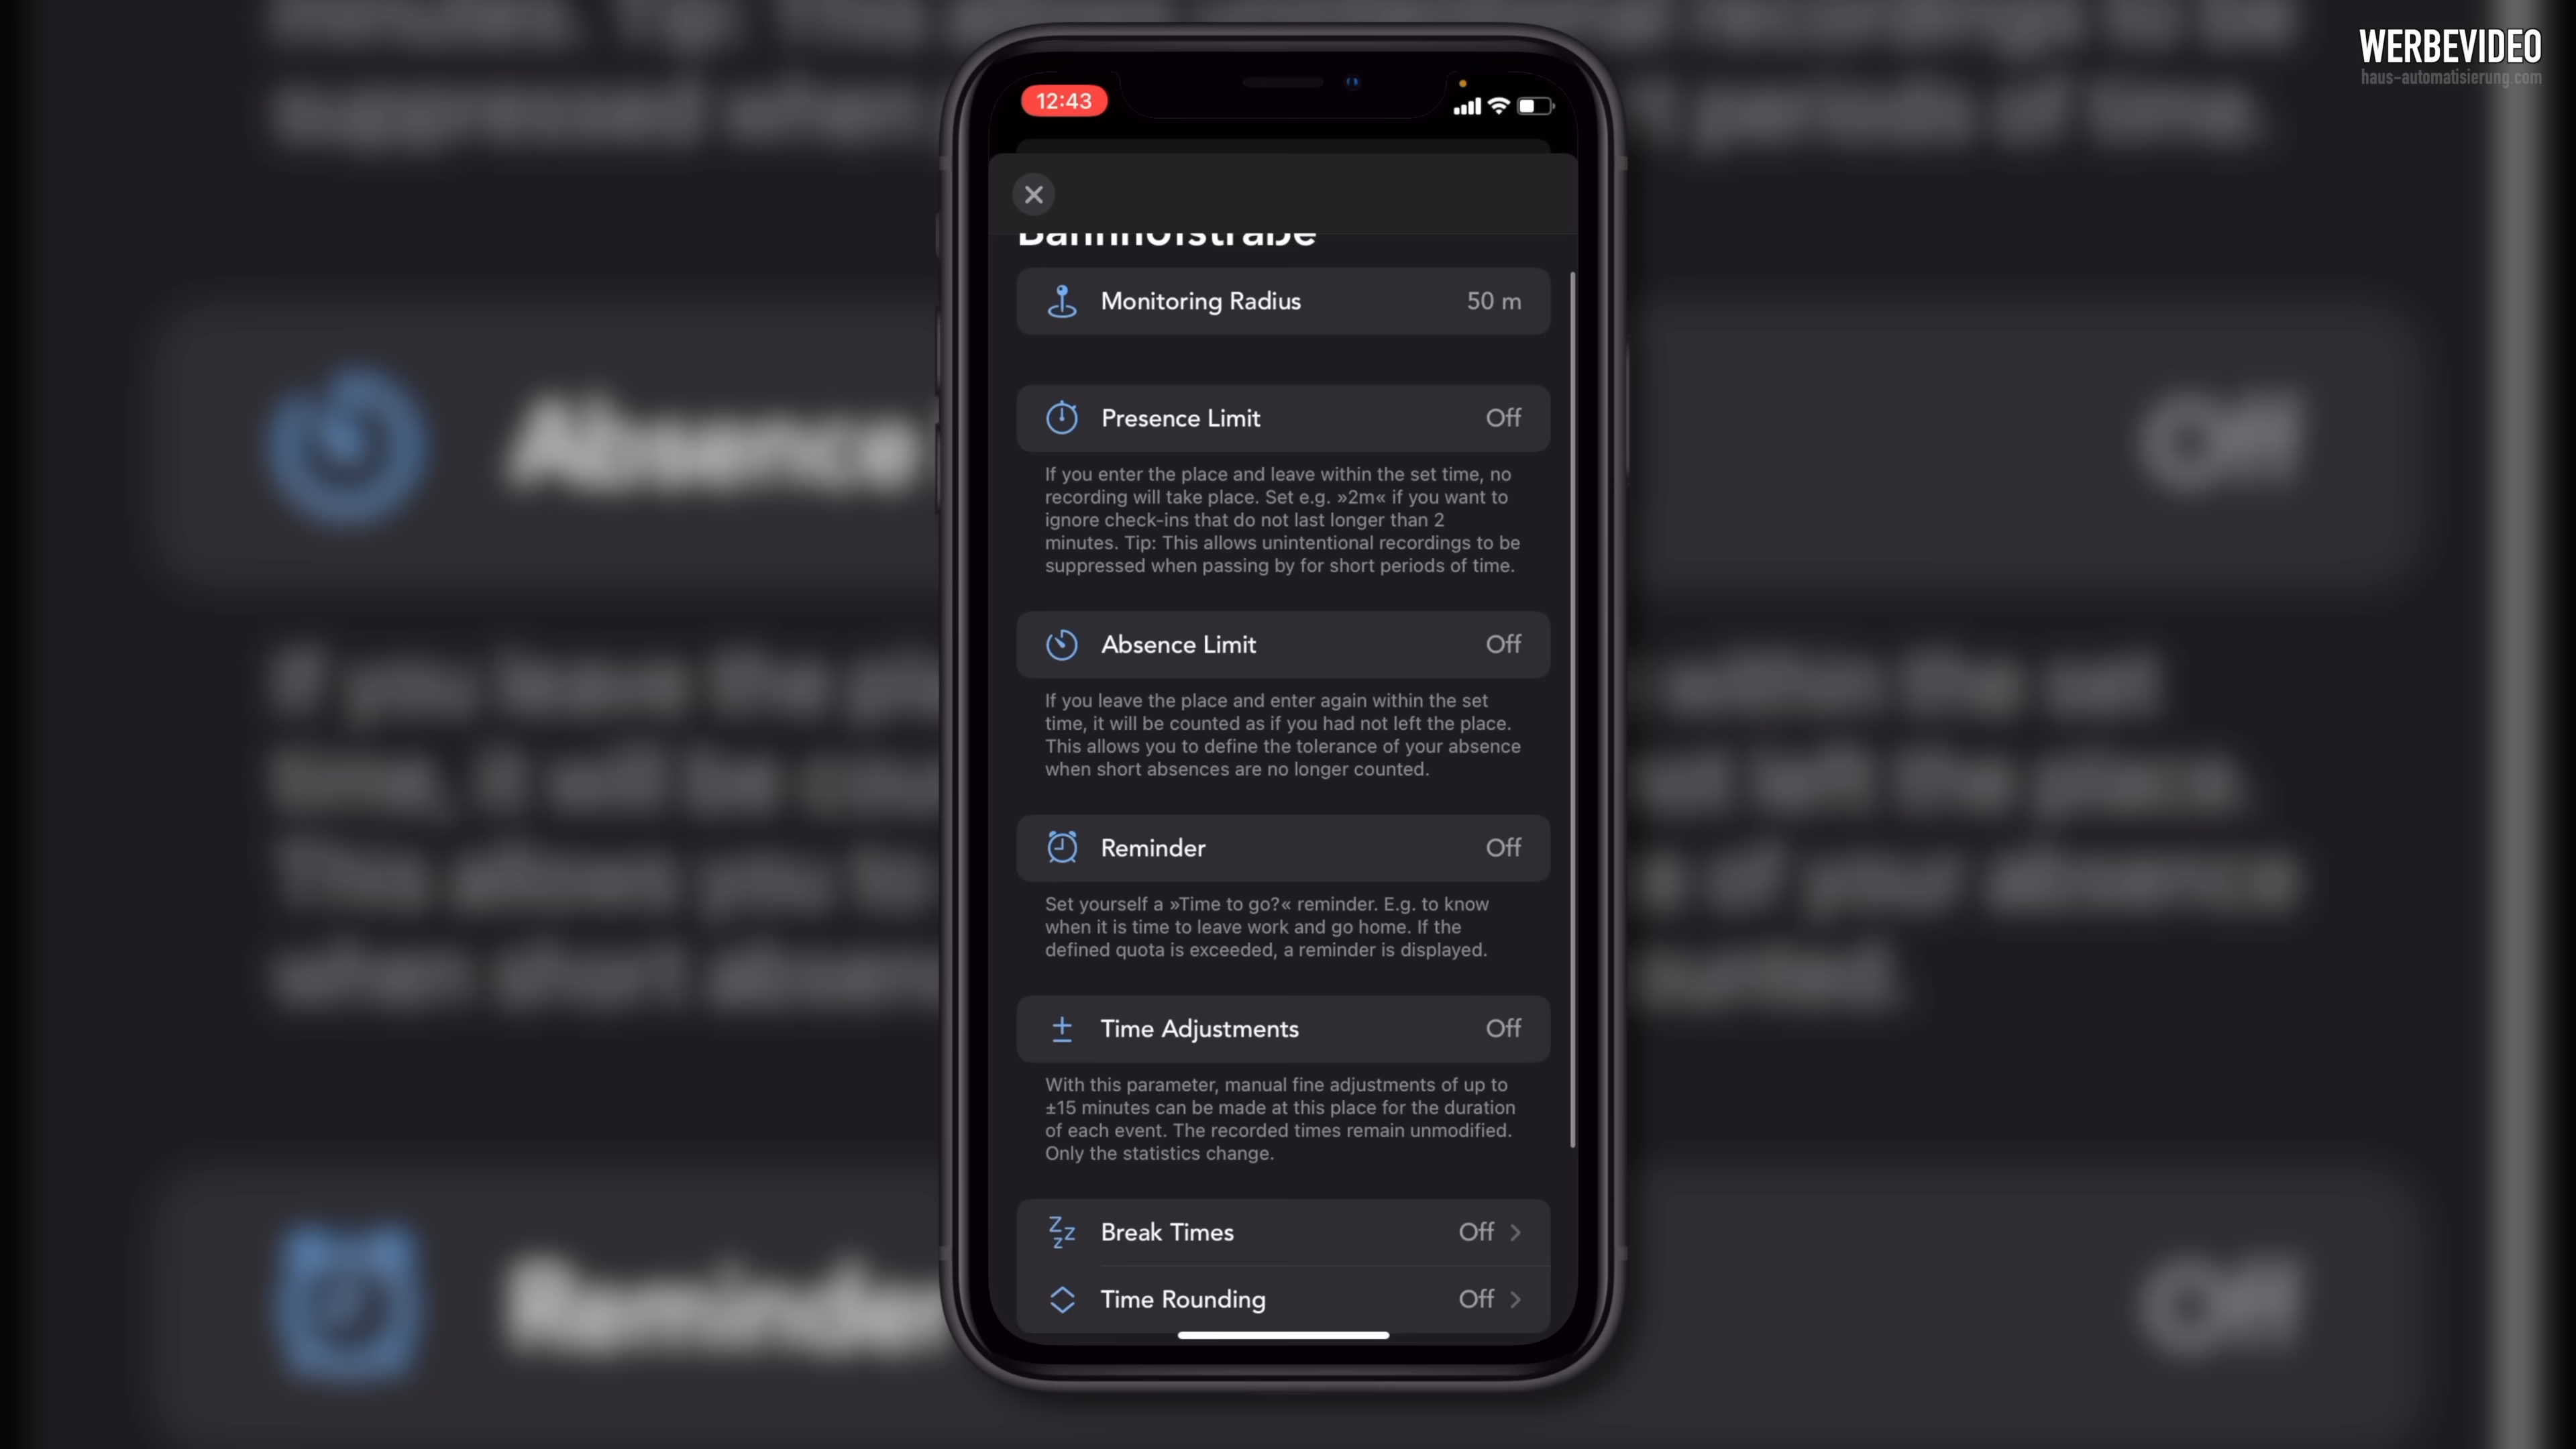 WERBEVIDEO
haus-automatisierung.com
12:43
Bahnhofstraße
Monitoring Radius 50 m
Presence Limit Off
If you enter the place and leave within the set time, no
recording will take place. Set e.g. »2m« if you want to
ignore check-ins that do not last longer than 2
minutes. Tip: This allows unintentional recordings to be
suppressed when passing by for short periods of time.
Absence Limit Off
If you leave the place and enter again within the set
time, it will be counted as if you had not left the place.
This allows you to define the tolerance of your absence
when short absences are no longer counted.
Reminder Off
Set yourself a »Time to go?« reminder. E.g. to know
when it is time to leave work and go home. If the
defined quota is exceeded, a reminder is displayed.
Time Adjustments Off
With this parameter, manual fine adjustments of up to
±15 minutes can be made at this place for the duration
of each event. The recorded times remain unmodified.
Only the statistics change.
Break Times Off
Time Rounding Off